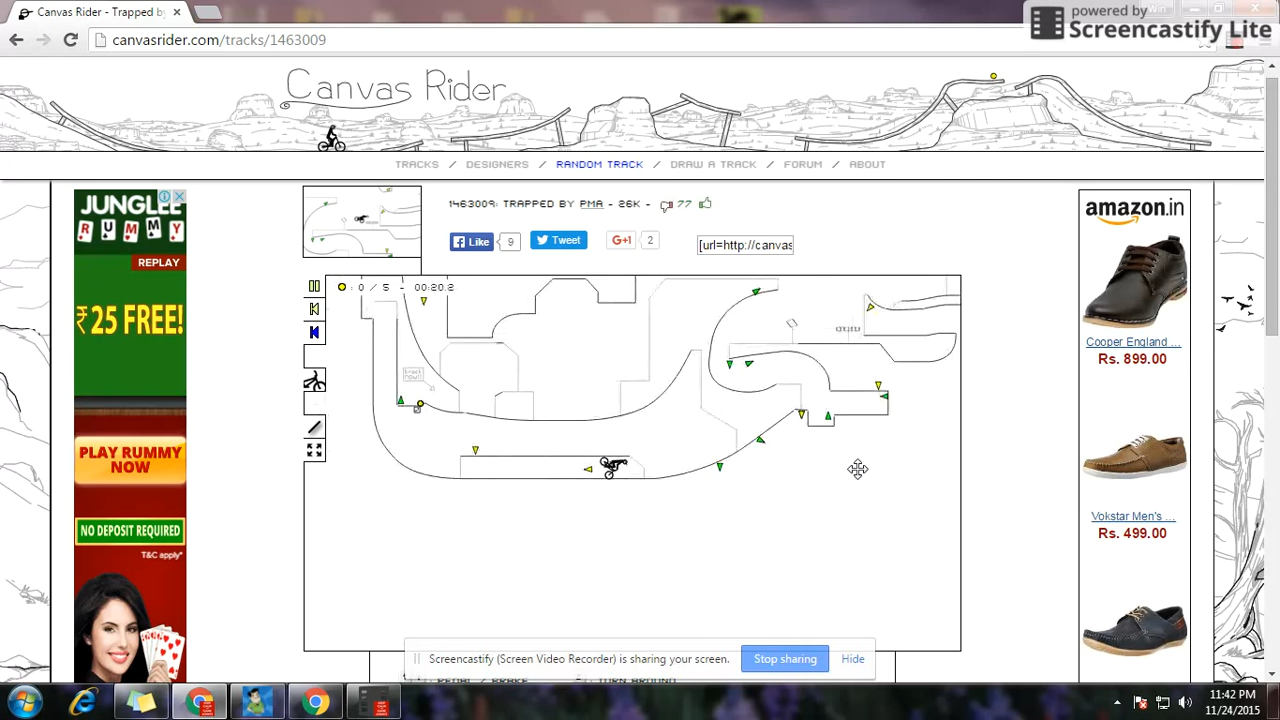 Canvas Rider - Trapped by
powered by
Screencastify Lite
canvasrider.com/tracks/1463009
Canvas Rider
TRACKS / DESIGNERS / RANDOM TRACK / DRAW A TRACK / FORUM / ABOUT
JUNGLEE
RUMMY
REPLAY
₹25 FREE!
PLAY RUMMY
NOW
NO DEPOSIT REQUIRED
T&C apply*
1463009: TRAPPED BY PMA - 26K - 77
Like 9 Tweet G+1 2
[url=http://canvas
: 0 / 5 - 00:20.2
amazon.in
Cooper England ...
Rs. 899.00
Vokstar Men's ...
Rs. 499.00
Screencastify (Screen Video Recorder) is sharing your screen. Stop sharing Hide
11:42 PM
11/24/2015